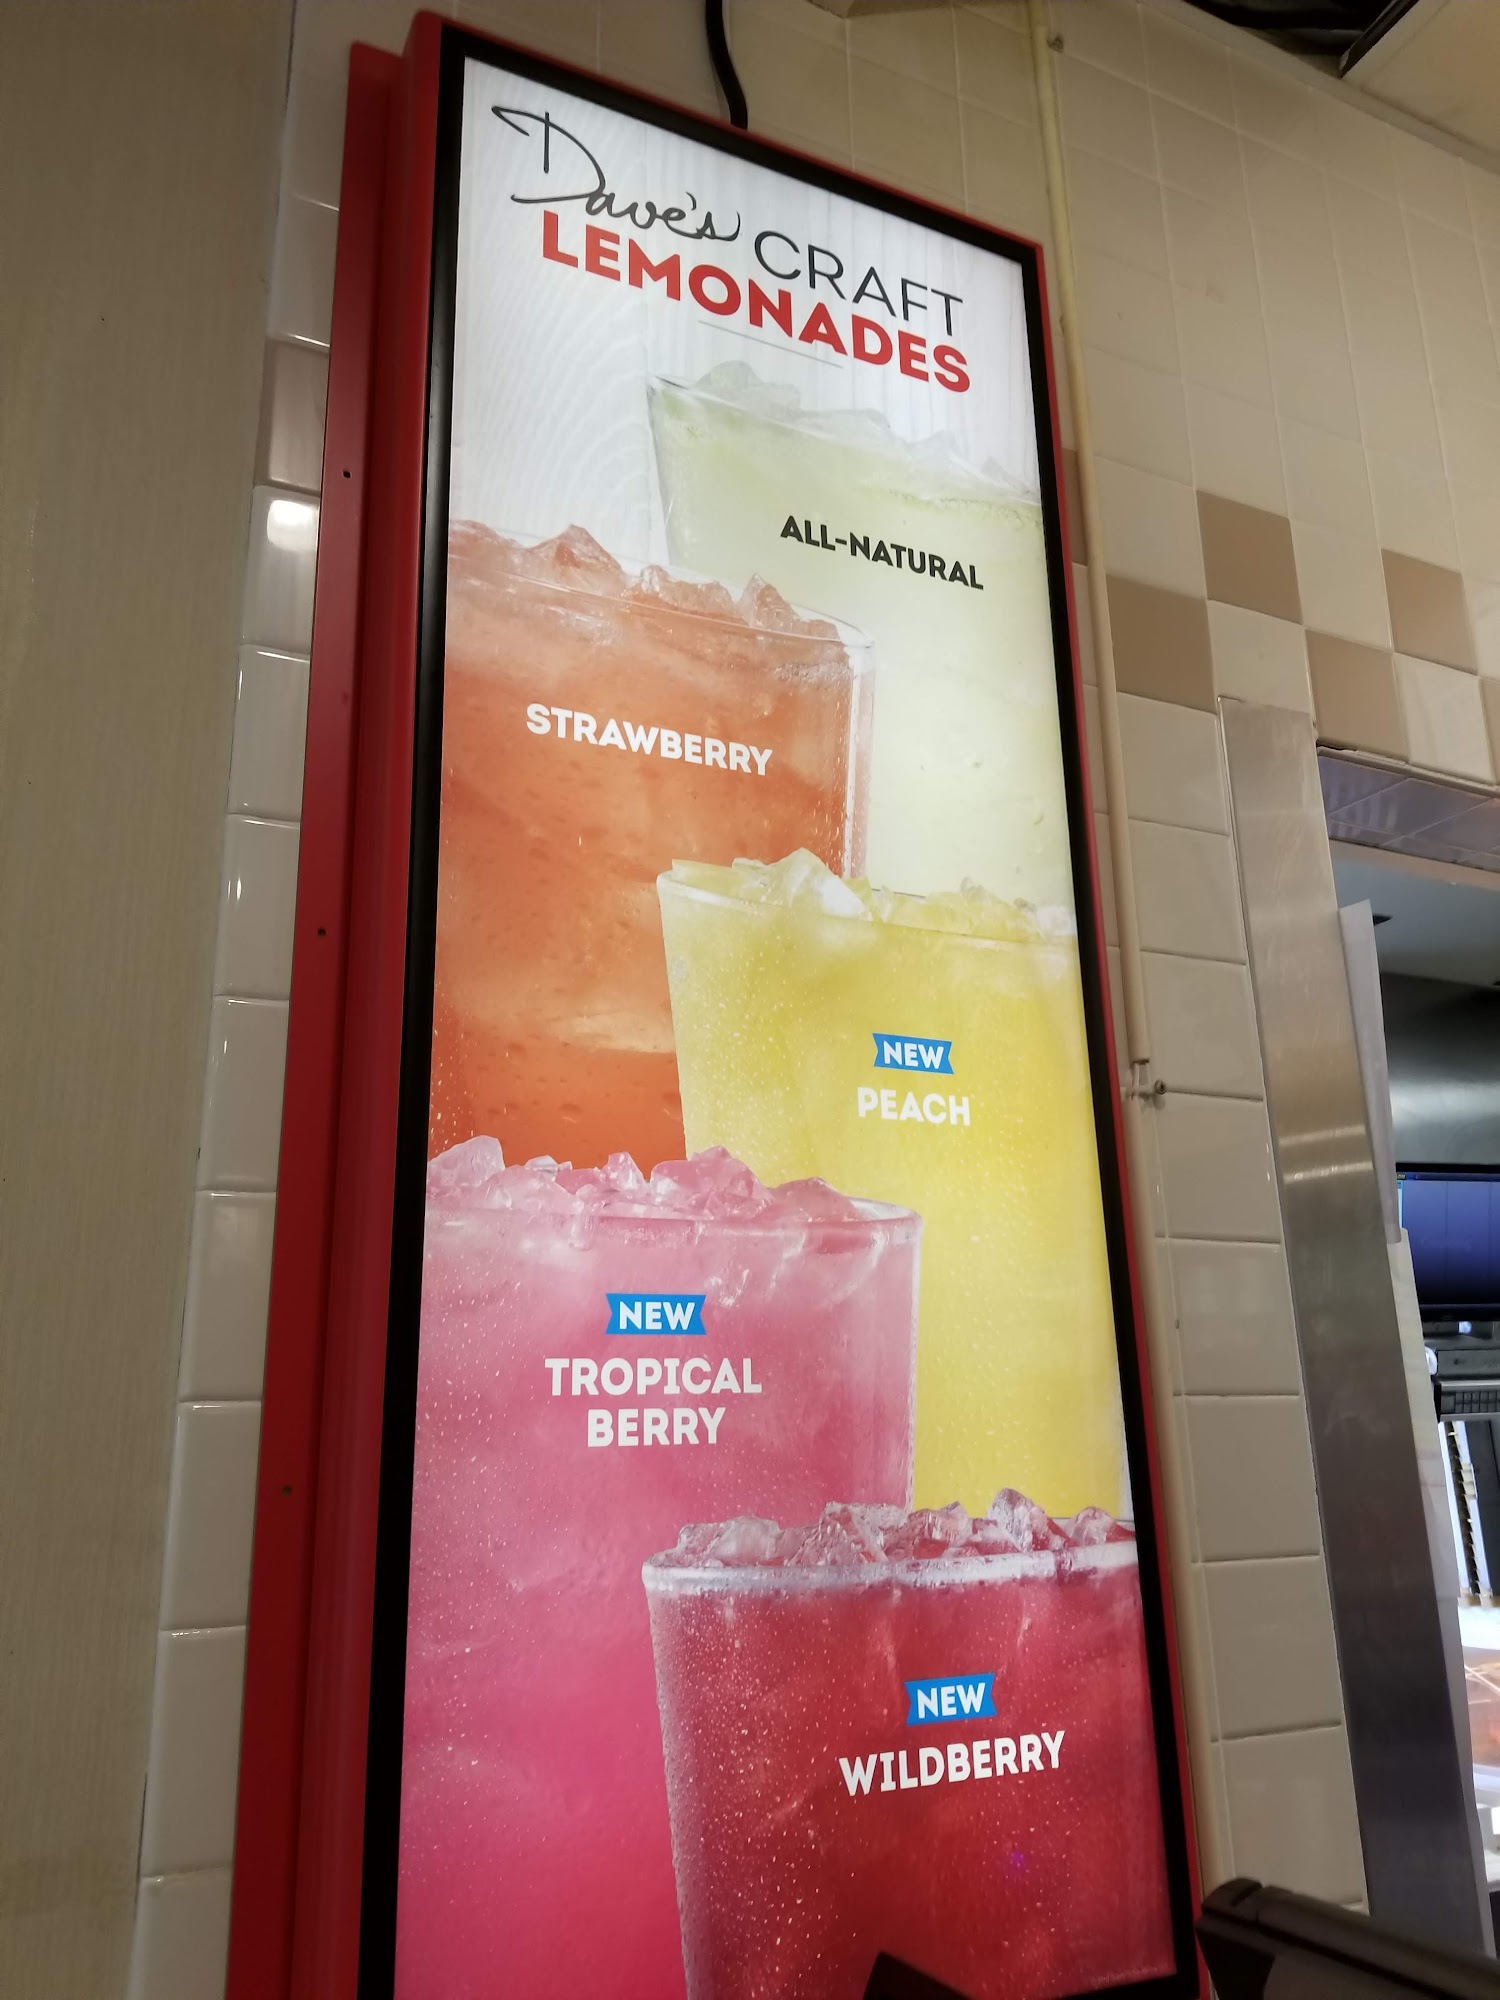 Dave's CRAFT
LEMONADES
ALL-NATURAL
STRAWBERRY
NEW
PEACH
NEW
TROPICAL
BERRY
NEW
WILDBERRY